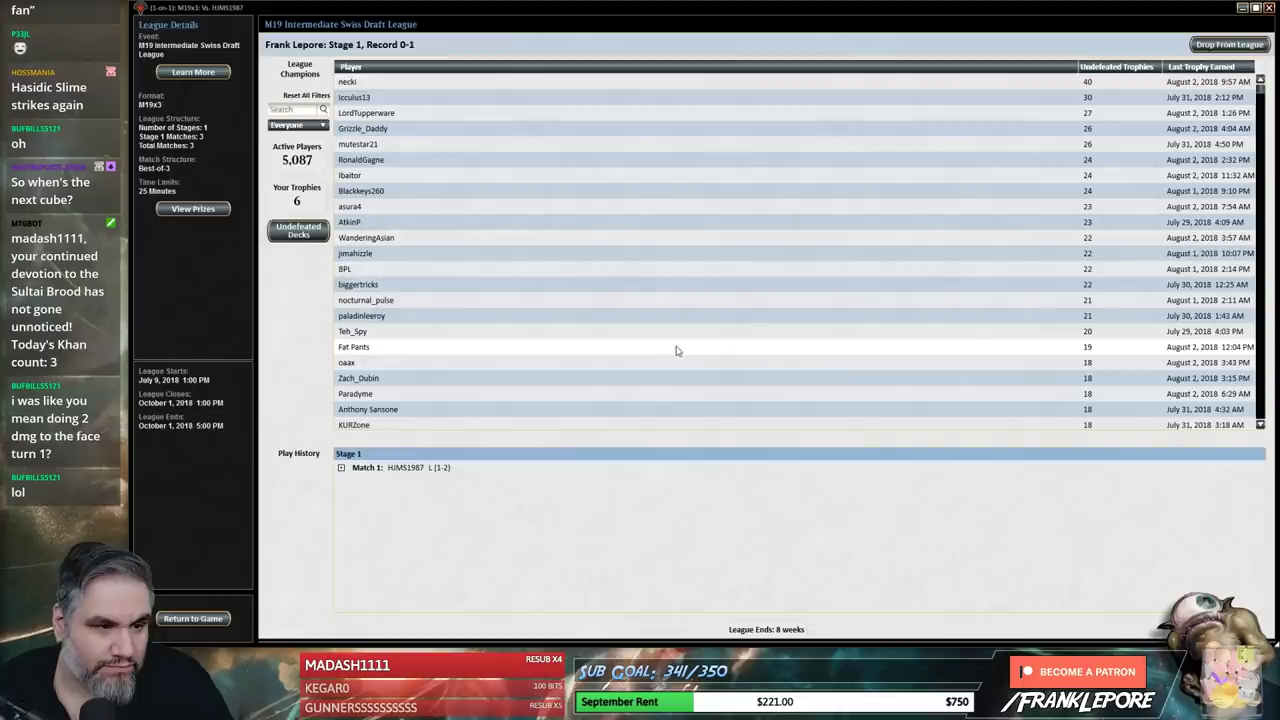 fan"
P33JL
HOSSMANIA
Hasidic Slime
strikes again
BUFBILLS5121
oh
So when's the
next cube?
MTGBOT
madash1111,
your continued
devotion to the
Sultai Brood has
not gone
unnoticed!
Today's Khan
count: 3
BUFBILLS5121
i was like you
mean doing 2
dmg to the face
turn 1?
BUFBILLS5121
lol
(1-on-1): M19x3: Vs. HJMS1987
League Details
Event:
M19 Intermediate Swiss Draft
League
Learn More
Format:
M19x3
League Structure:
Number of Stages: 1
Stage 1 Matches: 3
Total Matches: 3
Match Structure:
Best-of-3
Time Limits:
25 Minutes
View Prizes
League Starts:
July 9, 2018 1:00 PM
League Closes:
October 1, 2018 1:00 PM
League Ends:
October 1, 2018 5:00 PM
Return to Game
M19 Intermediate Swiss Draft League
Frank Lepore: Stage 1, Record 0-1
Drop From League
League
Champions
Reset All Filters
Search
Everyone
Active Players
5,087
Your Trophies
6
Undefeated
Decks
Player Undefeated Trophies Last Trophy Earned
necki 40 August 2, 2018 9:57 AM
Icculus13 30 July 31, 2018 2:12 PM
LordTupperware 27 August 2, 2018 1:26 PM
Grizzle_Daddy 26 August 2, 2018 4:04 AM
mutestar21 26 July 31, 2018 4:50 PM
RonaldGagne 24 August 2, 2018 2:32 PM
lbaitor 24 August 2, 2018 11:32 AM
Blackkeys260 24 August 1, 2018 9:10 PM
asura4 23 August 2, 2018 7:54 AM
AtkinP 23 July 29, 2018 4:09 AM
WanderingAsian 22 August 2, 2018 3:57 AM
jimahizzle 22 August 1, 2018 10:07 PM
BPL 22 August 1, 2018 2:14 PM
biggertricks 22 July 30, 2018 12:25 AM
nocturnal_pulse 21 August 1, 2018 2:11 AM
paladinleeroy 21 July 30, 2018 1:43 AM
Teh_Spy 20 July 29, 2018 4:03 PM
Fat Pants 19 August 2, 2018 12:04 PM
oaax 18 August 2, 2018 3:43 PM
Zach_Dubin 18 August 2, 2018 3:15 PM
Paradyme 18 August 2, 2018 6:29 AM
Anthony Sansone 18 July 31, 2018 4:32 AM
KURZone 18 July 31, 2018 3:18 AM
Play History
Stage 1
Match 1: HJMS1987 L (1-2)
League Ends: 8 weeks
MADASH1111 RESUB X4
KEGAR0 100 BITS
GUNNERSSSSSSSSS RESUB X5
SUB GOAL: 341/350
September Rent $221.00 $750
BECOME A PATRON
/FRANKLEPORE